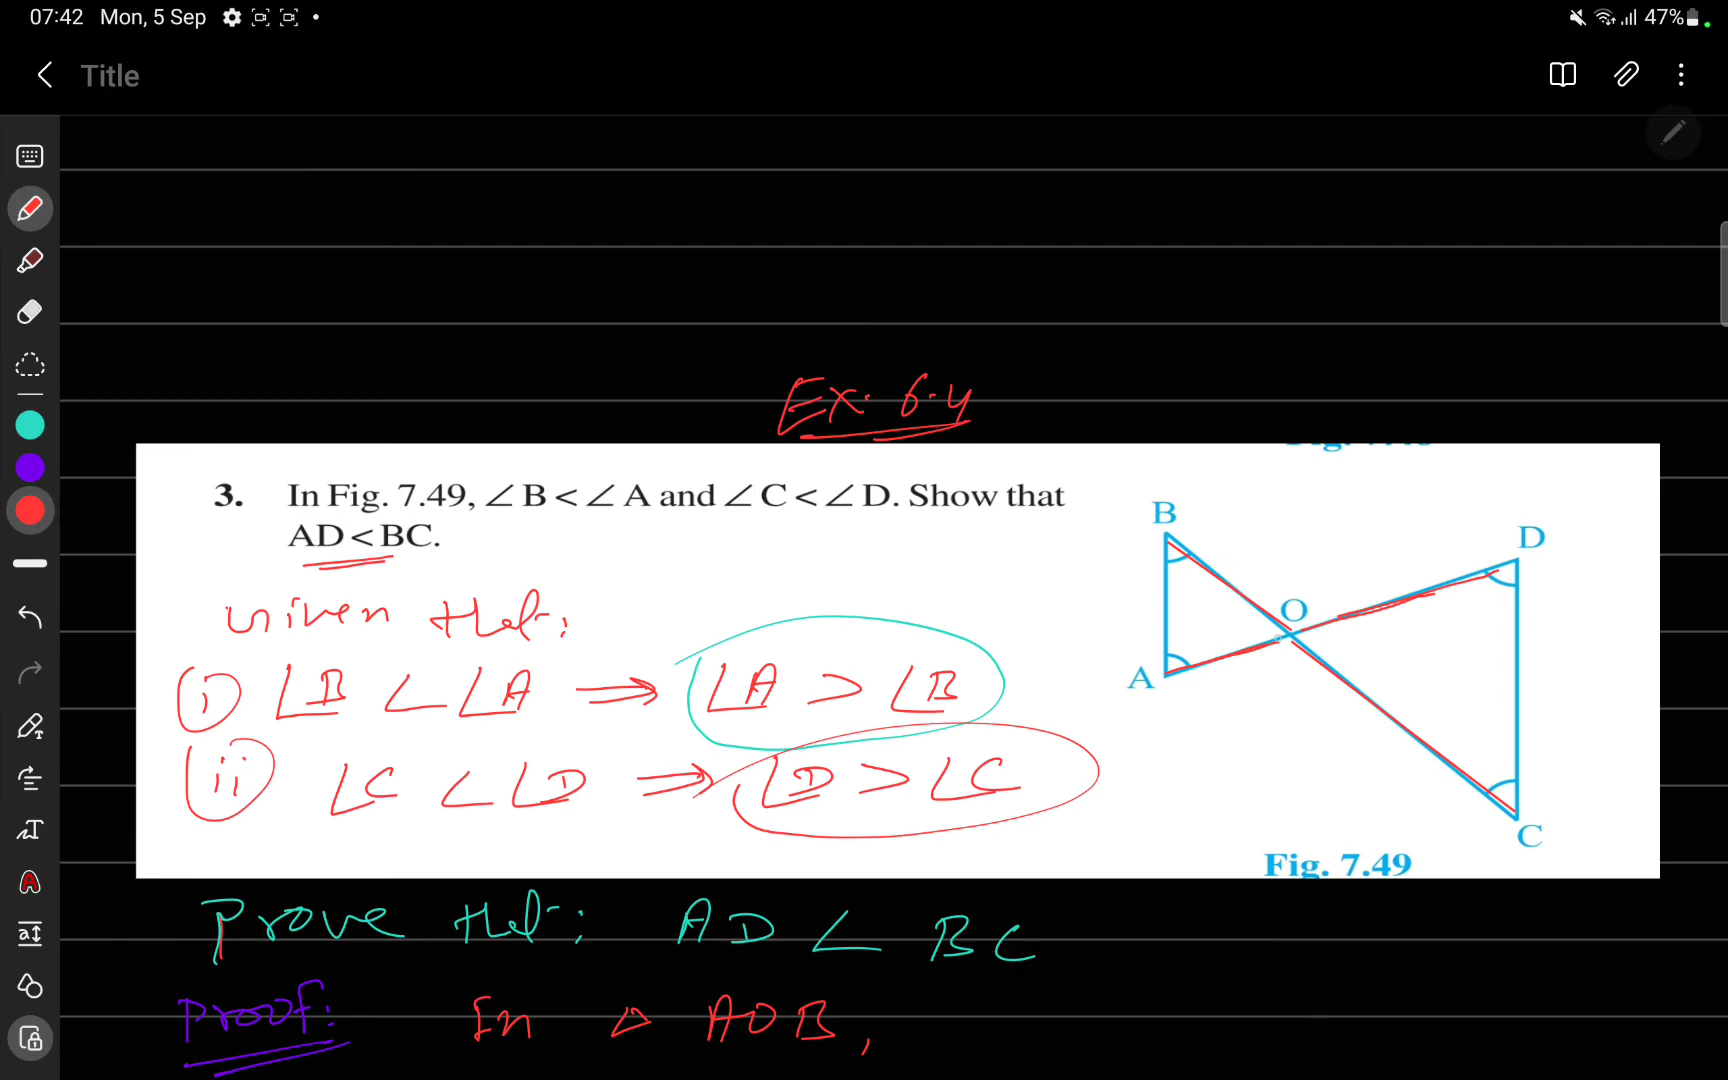 07:42 Mon, 5 Sep
47%
Title
Ex. 6.4
3. In Fig. 7.49, ∠B < ∠A and ∠C < ∠D. Show that
AD < BC.
B
D
O
A
C
Fig. 7.49
Given that:
(i) ∠B < ∠A ⇒ ∠A > ∠B
(ii) ∠C < ∠D ⇒ ∠D > ∠C
Prove that: AD < BC
Proof: In △ AOB,